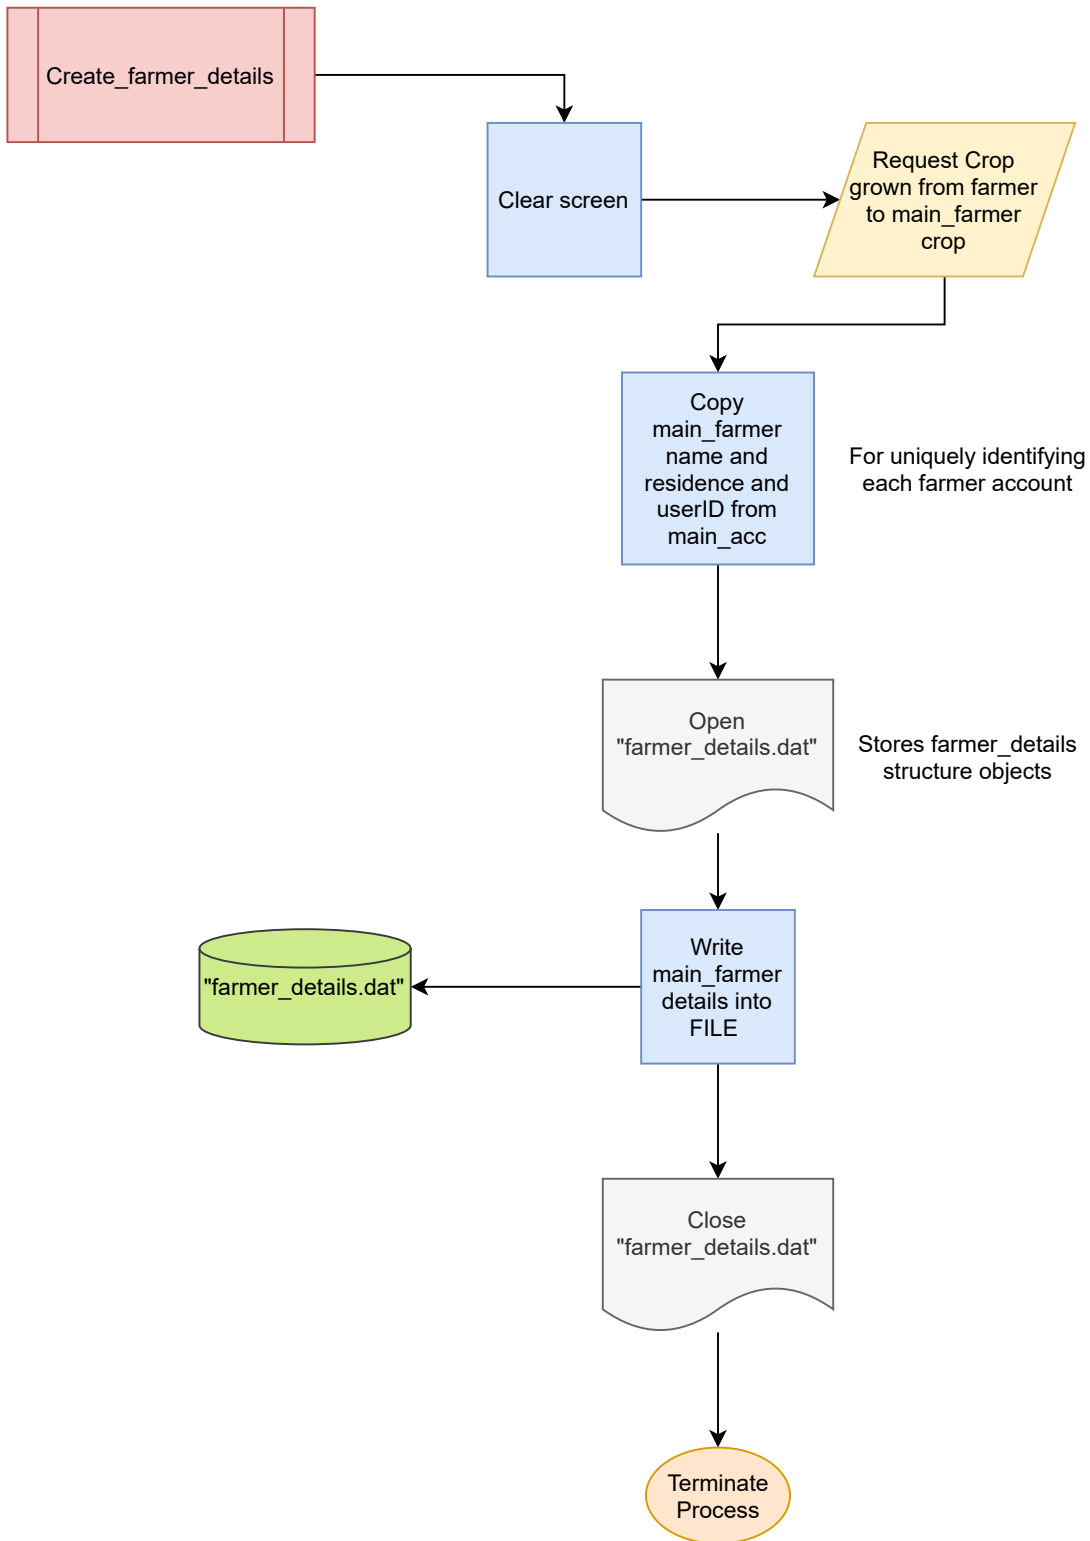 Create_farmer_details
Clear screen
Request Crop
grown from farmer
to main_farmer
crop
Copy
main_farmer
name and
residence and
userID from
main_acc
For uniquely identifying
each farmer account
Open
"farmer_details.dat"
Stores farmer_details
structure objects
Write
main_farmer
details into
FILE
"farmer_details.dat"
Close
"farmer_details.dat"
Terminate
Process